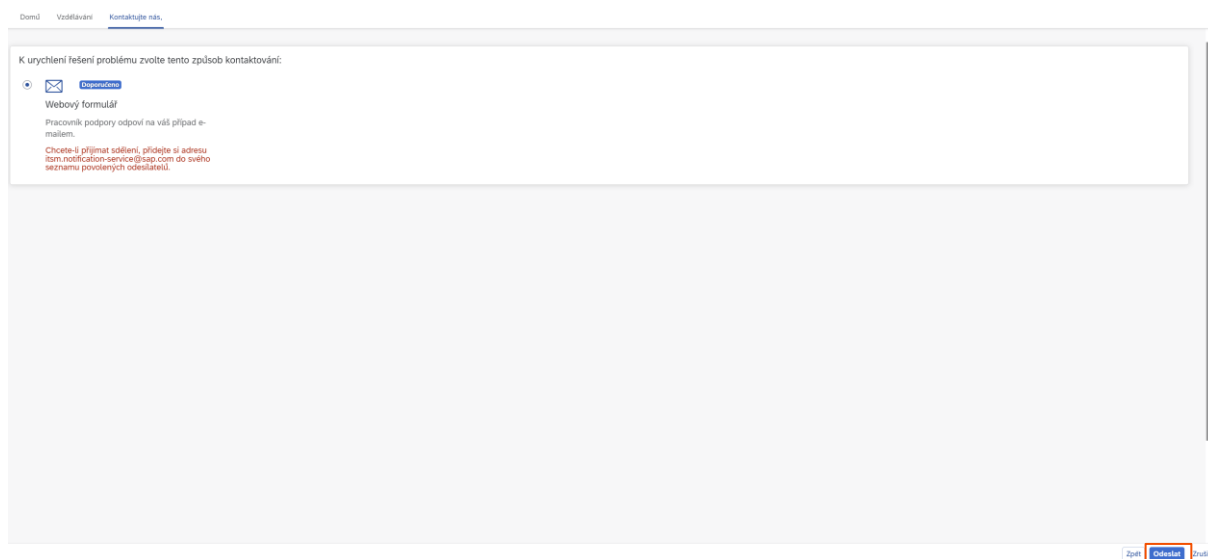 Domů Vzdělávání Kontaktujte nás,
K urychlení řešení problému zvolte tento způsob kontaktování:
Doporučeno
Webový formulář
Pracovník podpory odpoví na váš případ e-
mailem.
Chcete-li přijímat sdělení, přidejte si adresu
itsm.notification-service@sap.com do svého
seznamu povolených odesílatelů.
Zpět Odeslat Zruši